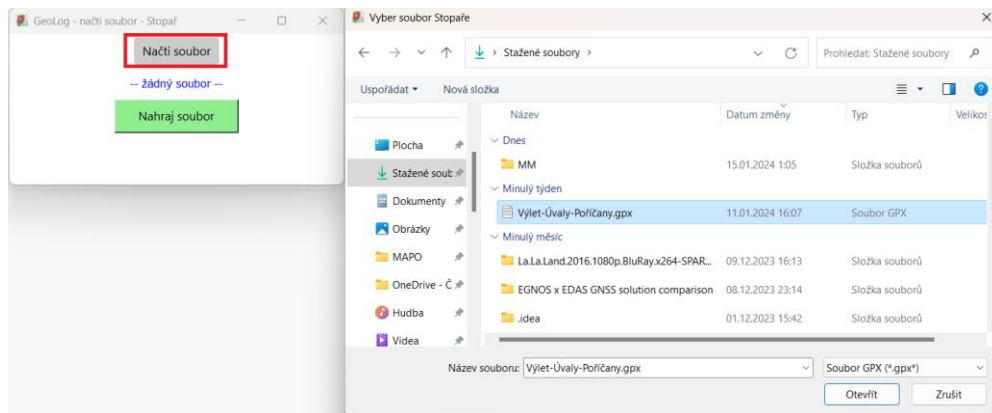 GeoLog - načti soubor - Stopař
Načti soubor
-- žádný soubor --
Nahraj soubor
Vyber soubor Stopaře
Stažené soubory
Prohledat: Stažené soubory
Uspořádat
Nová složka
Název
Datum změny
Typ
Velikos
Plocha
Stažené soub
Dokumenty
Obrázky
MAPO
OneDrive - Č
Hudba
Videa
Dnes
MM 15.01.2024 1:05 Složka souborů
Minulý týden
Výlet-Úvaly-Poříčany.gpx 11.01.2024 16:07 Soubor GPX
Minulý měsíc
La.La.Land.2016.1080p.BluRay.x264-SPAR... 09.12.2023 16:13 Složka souborů
EGNOS x EDAS GNSS solution comparison 08.12.2023 23:14 Složka souborů
.idea 01.12.2023 15:42 Složka souborů
Název souboru: Výlet-Úvaly-Poříčany.gpx
Soubor GPX (*.gpx*)
Otevřít
Zrušit